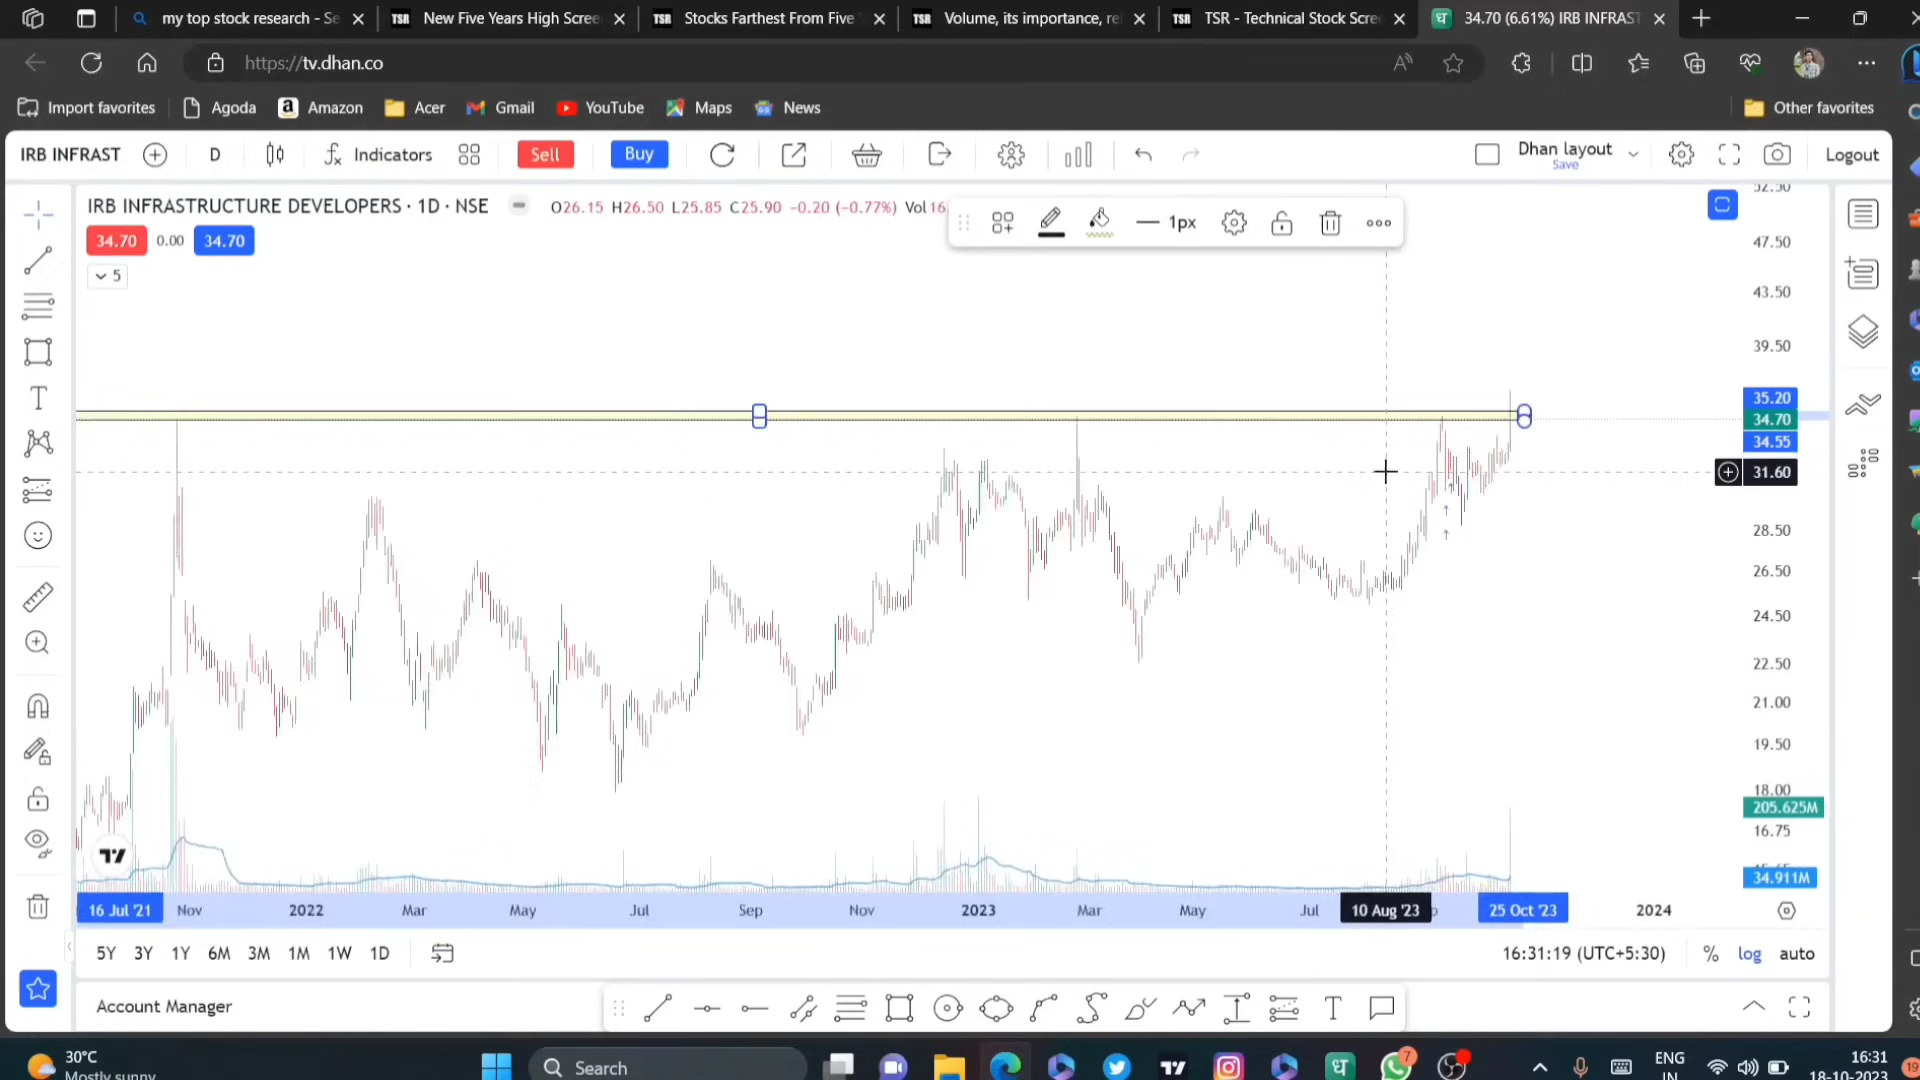 my top stock research - Se
TSR New Five Years High Scree
TSR Stocks Farthest From Five
TSR Volume, its importance, re
TSR TSR - Technical Stock Scre
34.70 (6.61%) IRB INFRAST
https://tv.dhan.co
Import favorites Agoda Amazon Acer Gmail YouTube Maps News Other favorites
IRB INFRAST D Indicators Sell Buy Dhan layout Save Logout
IRB INFRASTRUCTURE DEVELOPERS · 1D · NSE O26.15 H26.50 L25.85 C25.90 -0.20 (-0.77%) Vol16.
1px
34.70 0.00 34.70
5
52.50
47.50
43.50
39.50
35.20
34.70
34.55
31.60
28.50
26.50
24.50
22.50
21.00
19.50
18.00
205.625M
16.75
34.911M
16 Jul '21 Nov 2022 Mar May Jul Sep Nov 2023 Mar May Jul 10 Aug '23 25 Oct '23 2024
5Y 3Y 1Y 6M 3M 1M 1W 1D 16:31:19 (UTC+5:30) % log auto
Account Manager
30°C
Mostly sunny
Search
7
ENG
IN
16:31
18-10-2023